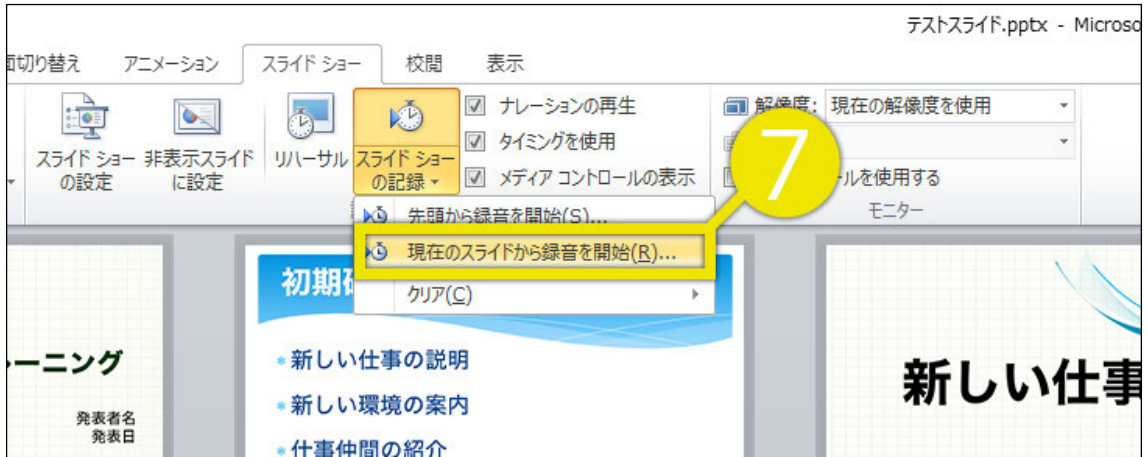 テストスライド.pptx - Microso
面切り替え アニメーション スライド ショー 校閲 表示
スライド ショー
の設定
非表示スライド
に設定
リハーサル
スライド ショー
の記録
ナレーションの再生
タイミングを使用
メディア コントロールの表示
解像度: 現在の解像度を使用
ルを使用する
モニター
7
先頭から録音を開始(S)...
現在のスライドから録音を開始(R)...
クリア(C)
ーニング
発表者名
発表日
初期
新しい仕事の説明
新しい環境の案内
仕事仲間の紹介
新しい仕事